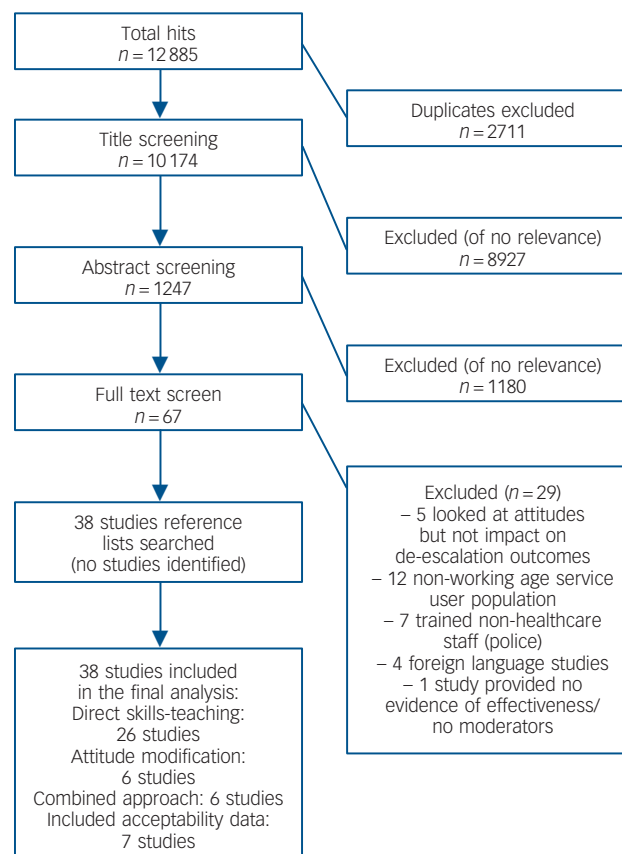 Total hits
n = 12 885
Duplicates excluded
n = 2711
Title screening
n = 10 174
Excluded (of no relevance)
n = 8927
Abstract screening
n = 1247
Excluded (of no relevance)
n = 1180
Full text screen
n = 67
Excluded (n = 29)
– 5 looked at attitudes
but not impact on
de-escalation outcomes
– 12 non-working age service
user population
– 7 trained non-healthcare
staff (police)
– 4 foreign language studies
– 1 study provided no
evidence of effectiveness/
no moderators
38 studies reference
lists searched
(no studies identified)
38 studies included
in the final analysis:
Direct skills-teaching:
26 studies
Attitude modification:
6 studies
Combined approach: 6 studies
Included acceptability data:
7 studies